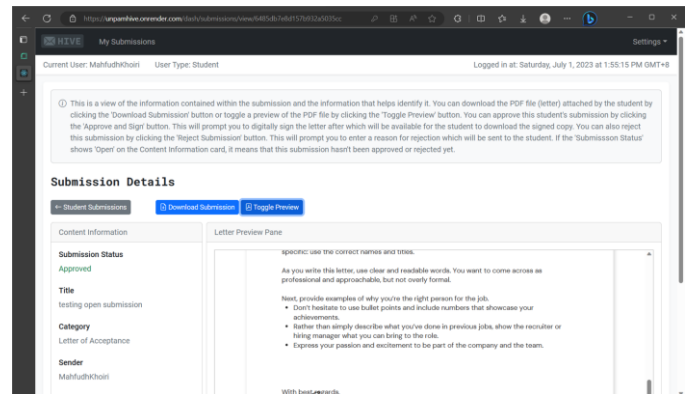 https://unpamhive.onrender.com/dash/submissions/view/
HIVE My Submissions Settings
Current User: MahfudhKhoiri User Type: Student Logged in at: Saturday, July 1, 2023 at 1:55:15 PM GMT+8
This is a view of the information contained within the submission and the information that helps identify it. You can download the PDF file (letter) attached by the student by
clicking the 'Download Submission' button or toggle a preview of the PDF file by clicking the 'Toggle Preview' button. You can approve this student's submission by clicking
the 'Approve and Sign' button. This will prompt you to digitally sign the letter after which will be available for the student to download the signed copy. You can also reject
this submission by clicking the 'Reject Submission' button. This will prompt you to enter a reason for rejection which will be sent to the student. If the 'Submisson Status'
shows 'Open' on the Content Information card, it means that this submission hasn't been approved or rejected yet.
Submission Details
← Student Submissions Download Submission Toggle Preview
Content Information
Letter Preview Pane
Submission Status
Approved
Title
testing open submission
Category
Letter of Acceptance
Sender
MahfudhKhoiri
specific: use the correct names and titles.
As you write this letter, use clear and readable words. You want to come across as
professional and approachable, but not overly formal.
Next, provide examples of why you're the right person for the job.
• Don't hesitate to use bullet points and include numbers that showcase your
achievements.
• Rather than simply describe what you've done in previous jobs, show the recruiter or
hiring manager what you can bring to the role.
• Express your passion and excitement to be part of the company and the team.
With best regards,